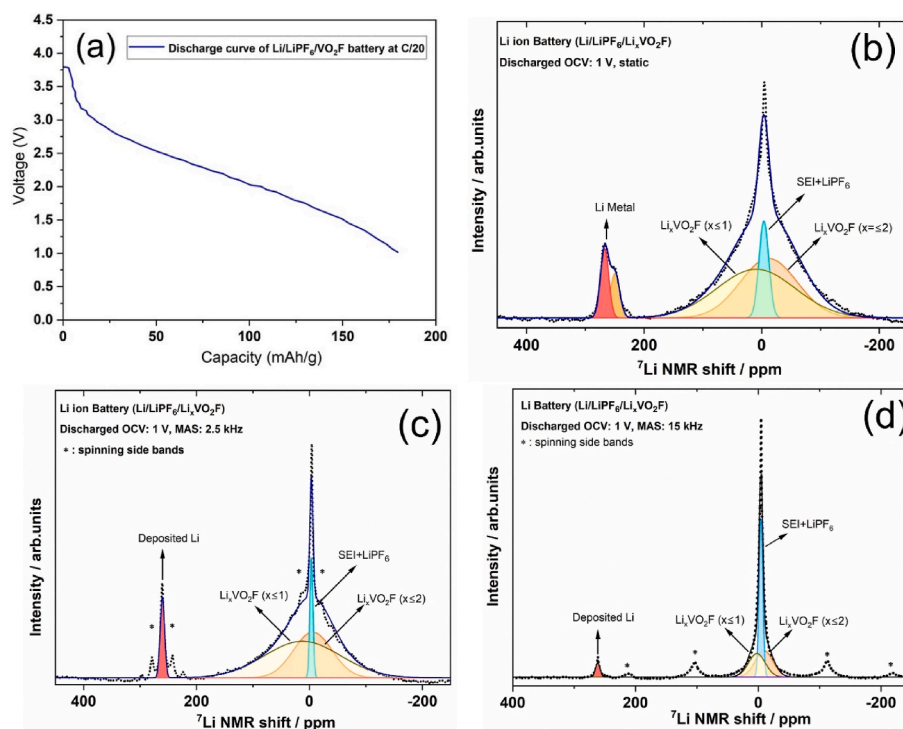 (a)
Discharge curve of Li/LiPF₆/VO₂F battery at C/20
4.5
4.0
3.5
3.0
2.5
2.0
1.5
1.0
0.5
0.0
Voltage (V)
0 50 100 150 200
Capacity (mAh/g)
(b)
Li ion Battery (Li/LiPF₆/LiₓVO₂F)
Discharged OCV: 1 V, static
SEI+LiPF₆
Li Metal
LiₓVO₂F (x≤1)
LiₓVO₂F (x=≤2)
Intensity / arb.units
400 200 0 -200
⁷Li NMR shift / ppm
(c)
Li ion Battery (Li/LiPF₆/LiₓVO₂F)
Discharged OCV: 1 V, MAS: 2.5 kHz
* : spinning side bands
Deposited Li
SEI+LiPF₆
LiₓVO₂F (x≤1)
LiₓVO₂F (x≤2)
* * * *
Intensity / arb.units
400 200 0 -200
⁷Li NMR shift / ppm
(d)
Li Battery (Li/LiPF₆/LiₓVO₂F)
Discharged OCV: 1 V, MAS: 15 kHz
* : spinning side bands
SEI+LiPF₆
Deposited Li
LiₓVO₂F (x≤1)
LiₓVO₂F (x≤2)
* * * *
Intensity / arb.units
400 200 0 -200
⁷Li NMR shift / ppm